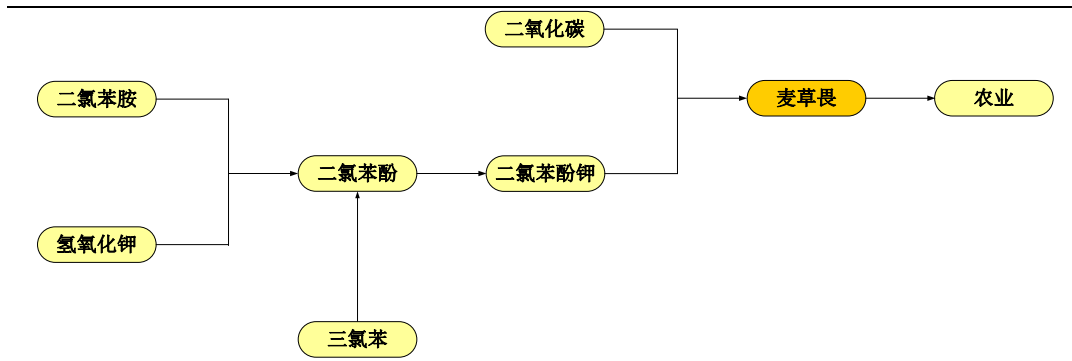 二氧化碳
二氯苯胺
麦草畏
农业
二氯苯酚
二氯苯酚钾
氢氧化钾
三氯苯